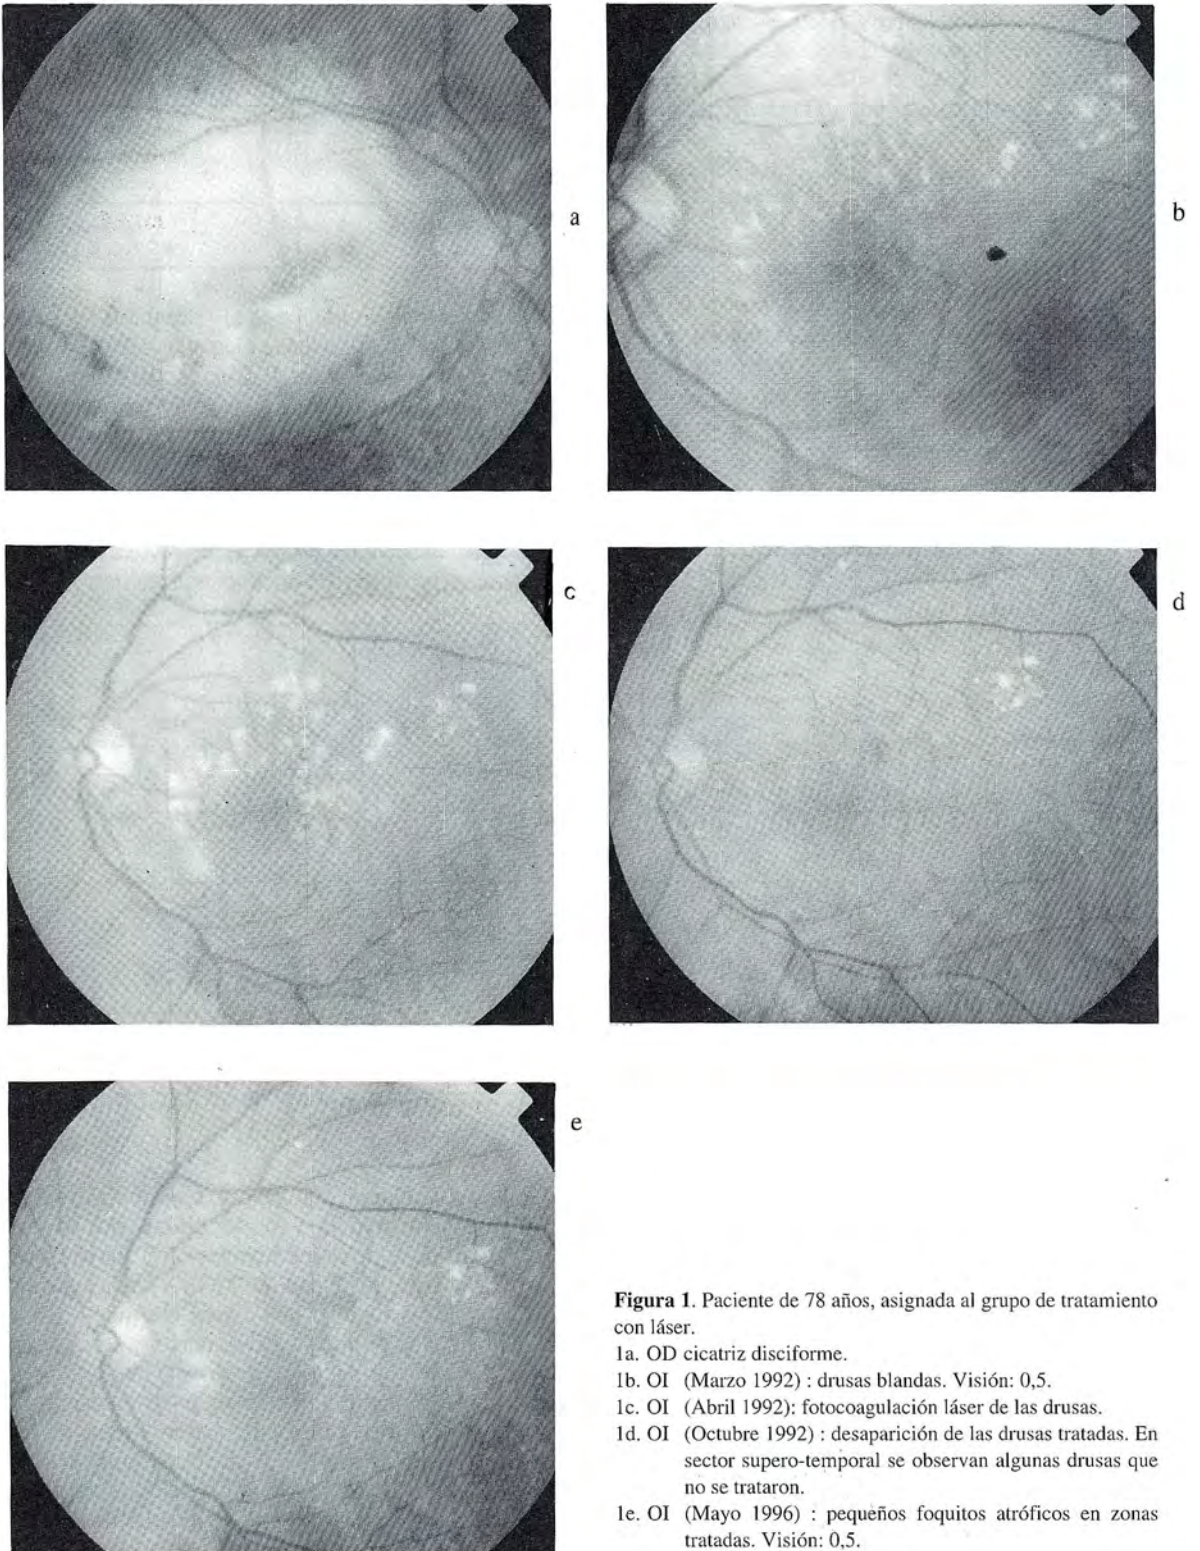 a
b
c
d
e
Figura 1. Paciente de 78 años, asignada al grupo de tratamiento
con láser.
1a. OD cicatriz disciforme.
1b. OI (Marzo 1992) : drusas blandas. Visión: 0,5.
1c. OI (Abril 1992): fotocoagulación láser de las drusas.
1d. OI (Octubre 1992) : desaparición de las drusas tratadas. En
sector supero-temporal se observan algunas drusas que
no se trataron.
1e. OI (Mayo 1996) : pequeños foquitos atróficos en zonas
tratadas. Visión: 0,5.